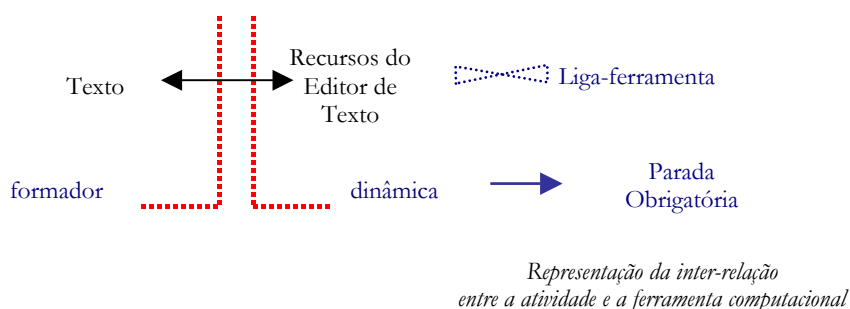 Texto
Recursos do
Editor de
Texto
Liga-ferramenta
formador
dinâmica
Parada
Obrigatória
Representação da inter-relação
entre a atividade e a ferramenta computacional